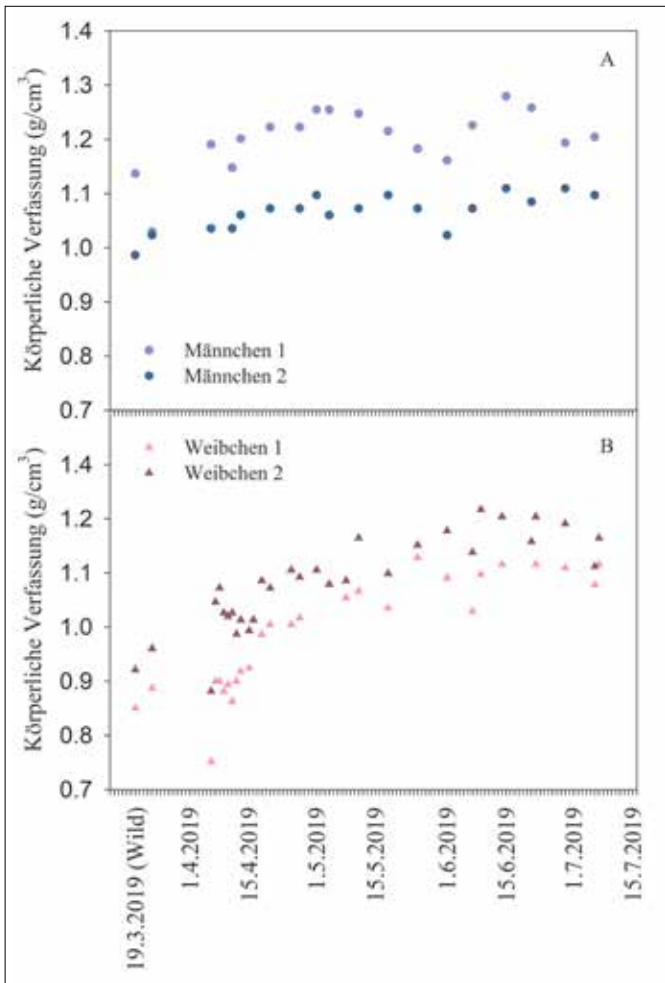 Körperliche Verfassung (g/cm³)
1.4
1.3
1.2
1.1
1.0
0.9
0.8
0.7
A
Männchen 1
Männchen 2
Körperliche Verfassung (g/cm³)
1.4
1.2
1.1
1.0
0.9
0.8
0.7
B
Weibchen 1
Weibchen 2
19.3.2019 (Wild)
1.4.2019
15.4.2019
1.5.2019
15.5.2019
1.6.2019
15.6.2019
1.7.2019
15.7.2019